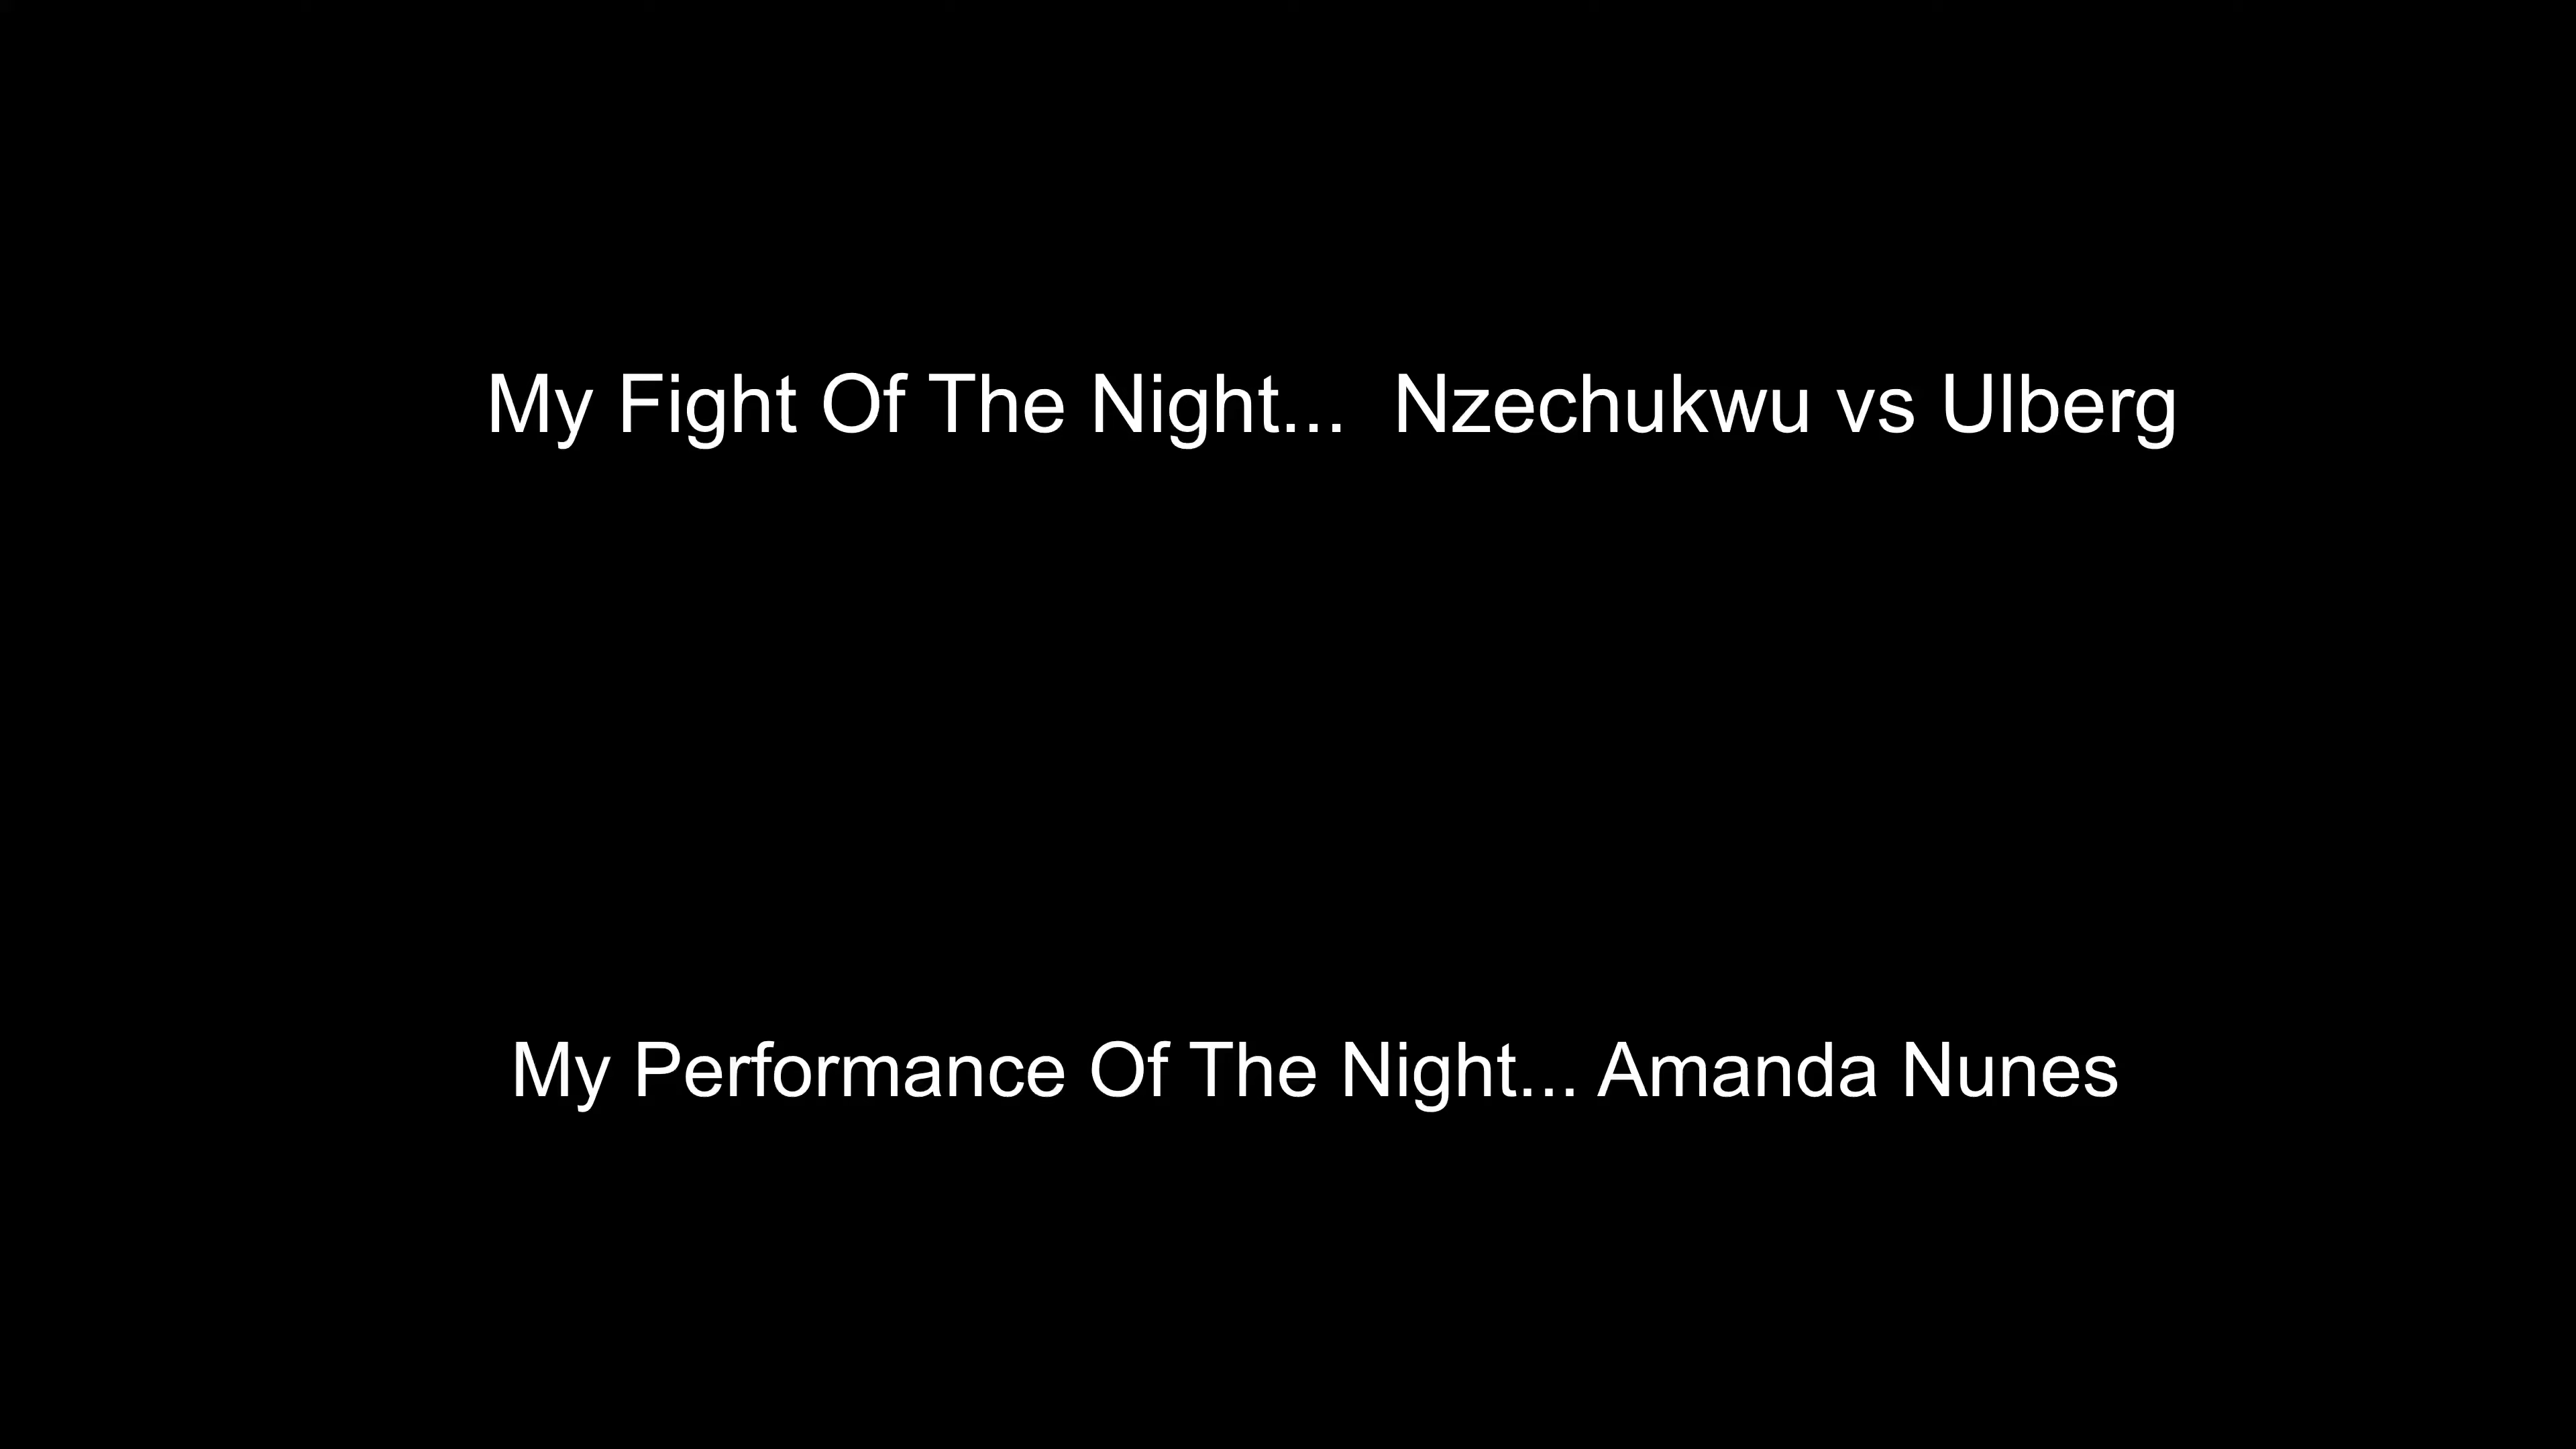 My Fight Of The Night...  Nzechukwu vs Ulberg
My Performance Of The Night... Amanda Nunes